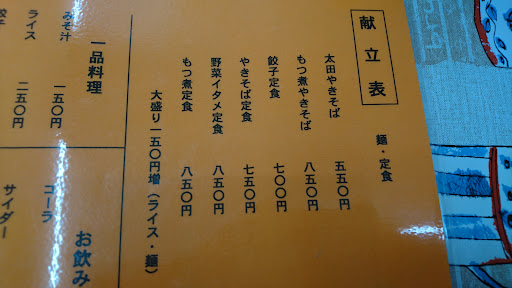 献立表
麺・定食
太田やきそば 五五〇円
もつ煮やきそば 八五〇円
餃子定食 七〇〇円
やきそば定食 七五〇円
野菜イタメ定食 八五〇円
もつ煮定食 八五〇円
大盛り一五〇円増(ライス・麺)
一品料理
みそ汁 一五〇円
ライス 二五〇円
餃子
お飲み
コーラ
サイダー